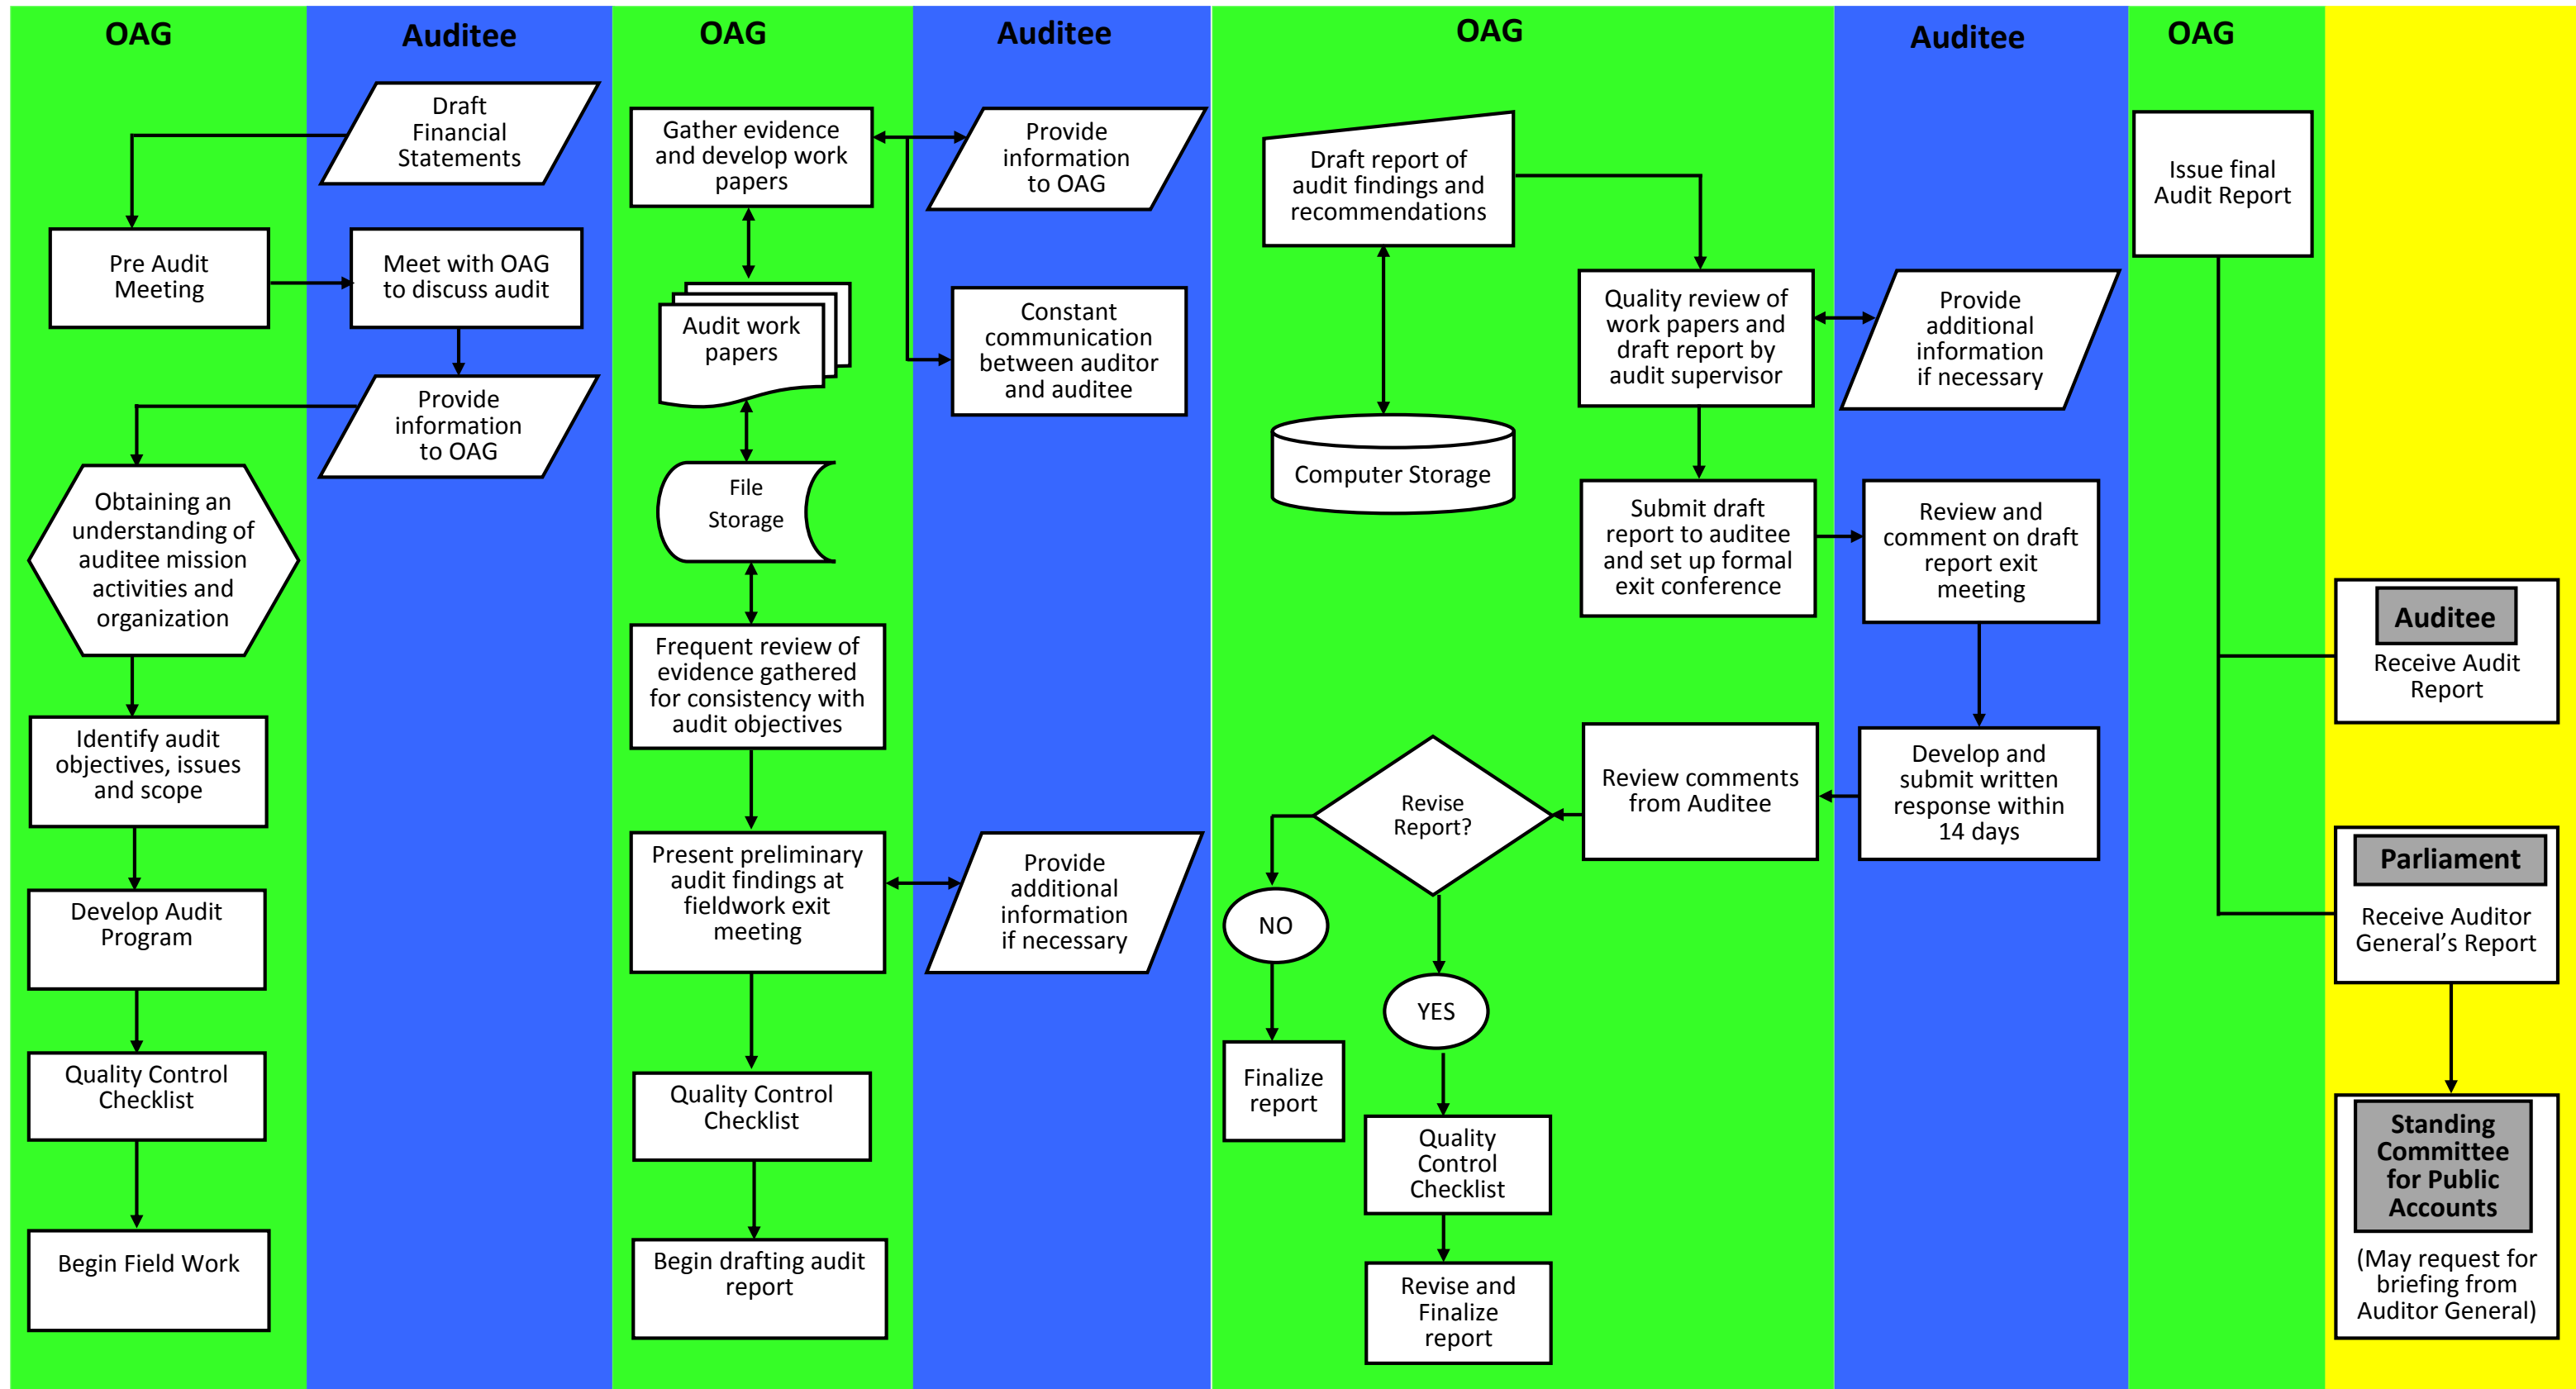 OAG
Draft
Financial
Statements
Pre Audit
Meeting
Auditee
Meet with OAG
to discuss audit
Provide
information
to OAG
Obtaining an
understanding of
auditee mission
activities and
organization
Identify audit
objectives, issues
and scope
Develop Audit
Program
Quality Control
Checklist
Begin Field Work
OAG
Gather evidence
and develop work
papers
Audit work
papers
File
Storage
Frequent review of
evidence gathered
for consistency with
audit objectives
Present preliminary
audit findings at
fieldwork exit
meeting
Quality Control
Checklist
Begin drafting audit
report
Auditee
Provide
information
to OAG
Constant
communication
between auditor
and auditee
Provide
additional
information
if necessary
OAG
Draft report of
audit findings and
recommendations
Computer Storage
Quality review of
work papers and
draft report by
audit supervisor
Submit draft
report to auditee
and set up formal
exit conference
Review comments
from Auditee
Revise
Report?
NO
Finalize
report
YES
Quality
Control
Checklist
Revise and
Finalize
report
Auditee
Provide
additional
information
if necessary
Review and
comment on draft
report exit
meeting
Develop and
submit written
response within
14 days
OAG
Issue final
Audit Report
Auditee
Receive Audit
Report
Parliament
Receive Auditor
General’s Report
Standing
Committee
for Public
Accounts
(May request for
briefing from
Auditor General)